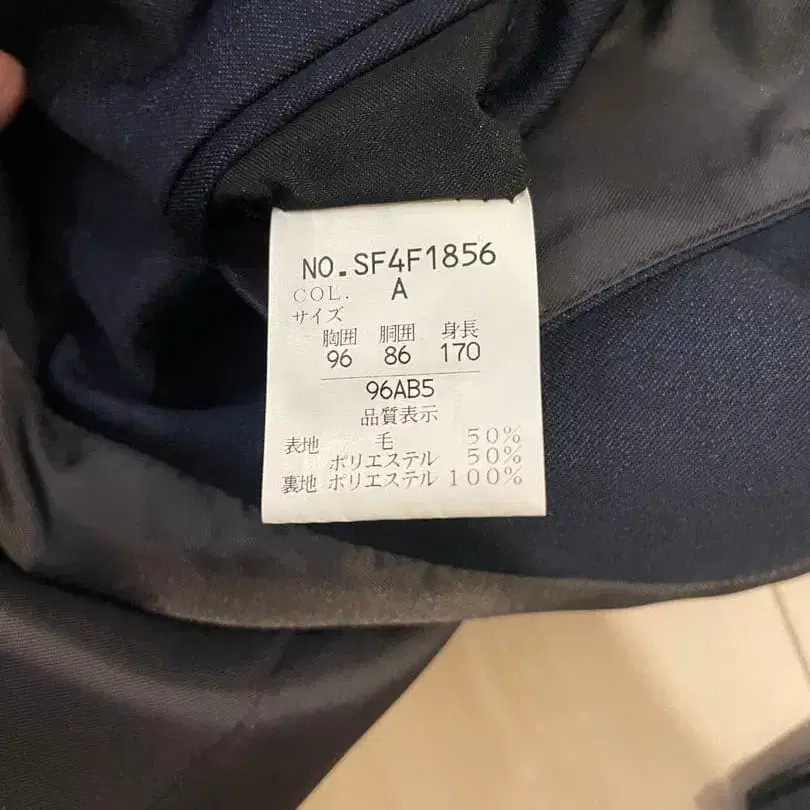 NO.SF4F1856
COL. A
サイズ
胸囲 胴囲 身長
96 86 170
96AB5
品質表示
表地 毛 50%
ポリエステル 50%
裏地 ポリエステル 100%